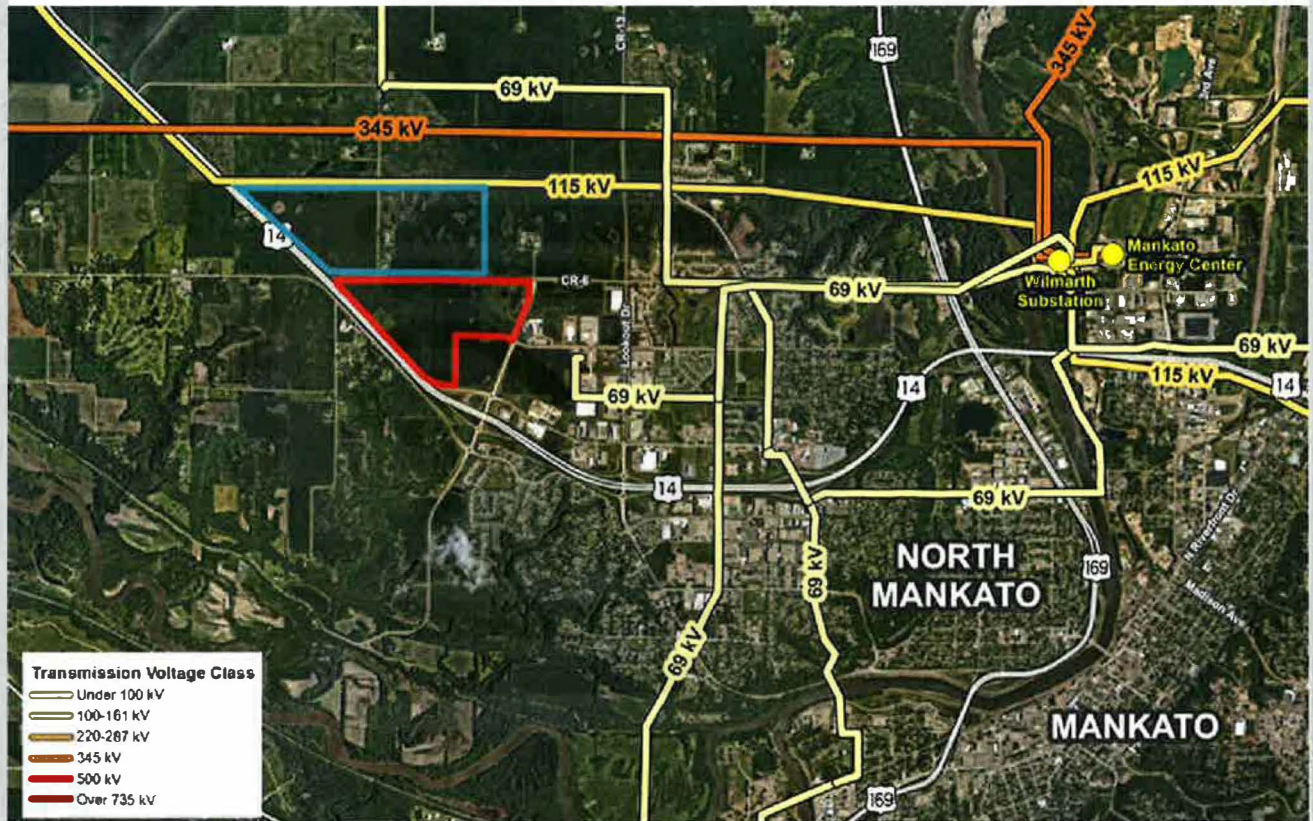 CR-13
169
345 kV
3rd Ave
69 kV
345 kV
115 kV
115 kV
14
Mankato
Energy Center
Wilmarth
Substation
CR-6
69 kV
Lookout Dr
69 kV
14
69 kV
115 kV
14
14
69 kV
N Riverfront Dr
Madison Ave
NORTH
MANKATO
169
69 kV
69 kV
MANKATO
169
Transmission Voltage Class
Under 100 kV
100-161 kV
220-287 kV
345 kV
500 kV
Over 735 kV